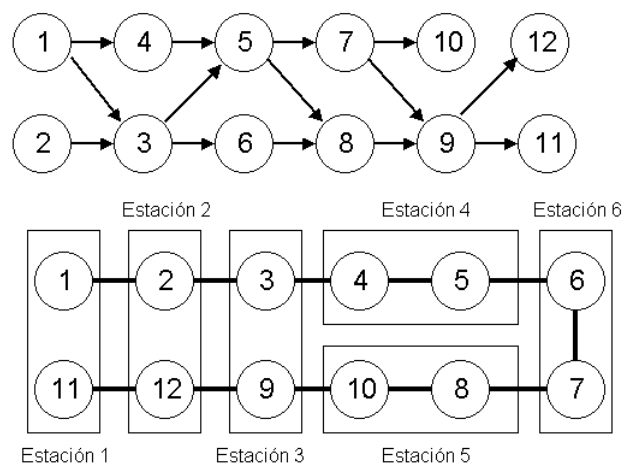 1 4 5 7 10 12
2 3 6 8 9 11
Estación 2 Estación 4 Estación 6
1 2 3 4 5 6
11 12 9 10 8 7
Estación 1 Estación 3 Estación 5